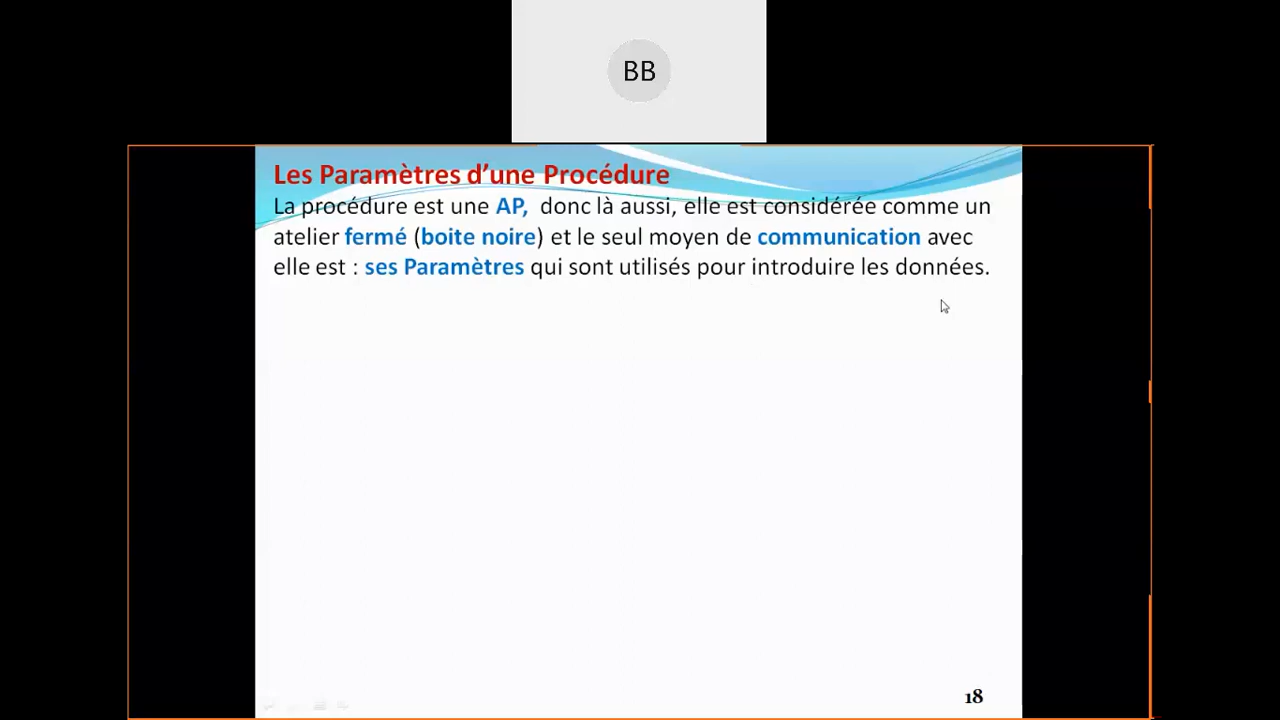 BB
Les Paramètres d’une Procédure
La procédure est une AP, donc là aussi, elle est considérée comme un
atelier fermé (boite noire) et le seul moyen de communication avec
elle est : ses Paramètres qui sont utilisés pour introduire les données.
18